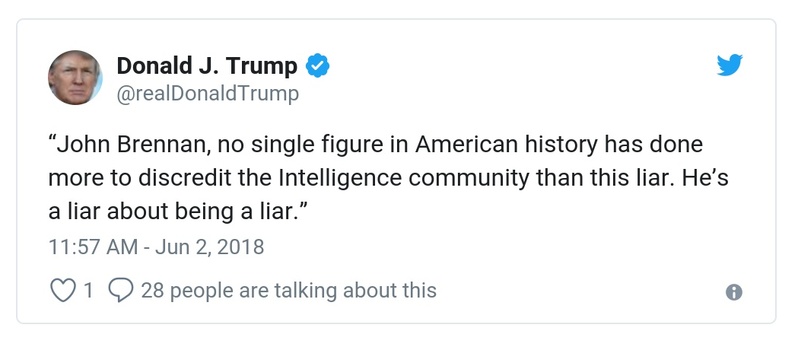 Donald J. Trump
@realDonaldTrump
“John Brennan, no single figure in American history has done
more to discredit the Intelligence community than this liar. He’s
a liar about being a liar.”
11:57 AM - Jun 2, 2018
1 28 people are talking about this